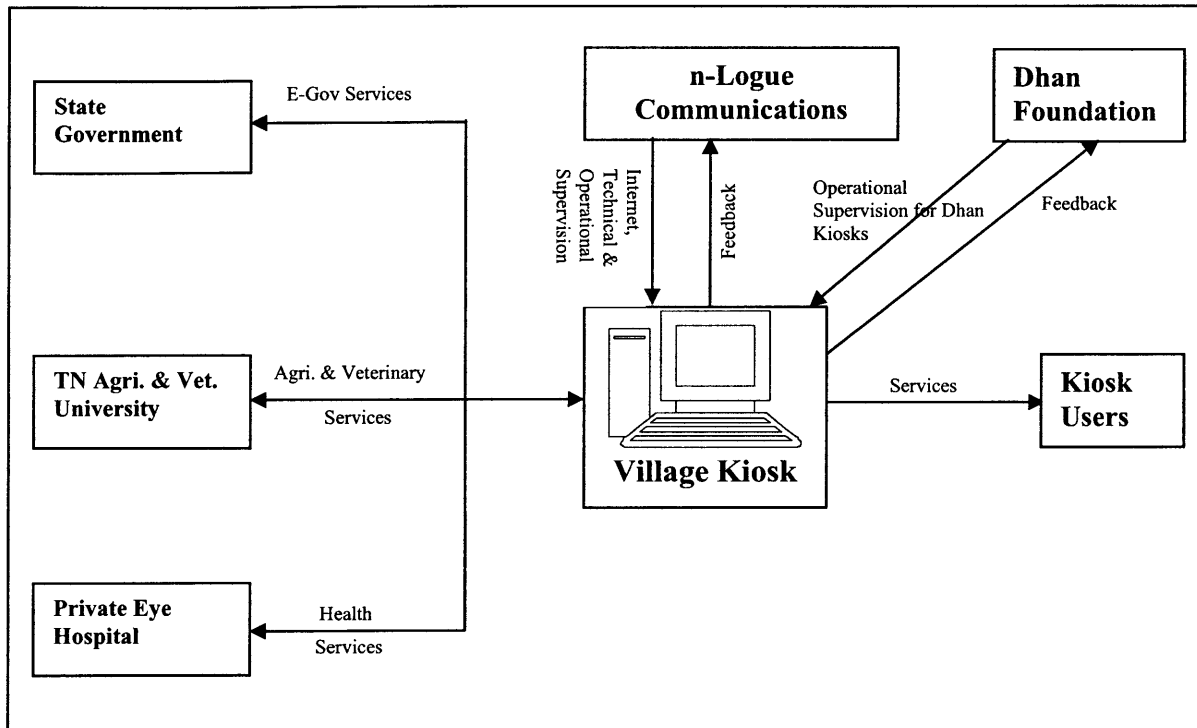 State
Government
E-Gov Services
n-Logue
Communications
Dhan
Foundation
Internet,
Technical &
Operational
Supervision
Feedback
Operational
Supervision for Dhan
Kiosks
Feedback
TN Agri. & Vet.
University
Agri. & Veterinary
Services
Village Kiosk
Services
Kiosk
Users
Private Eye
Hospital
Health
Services